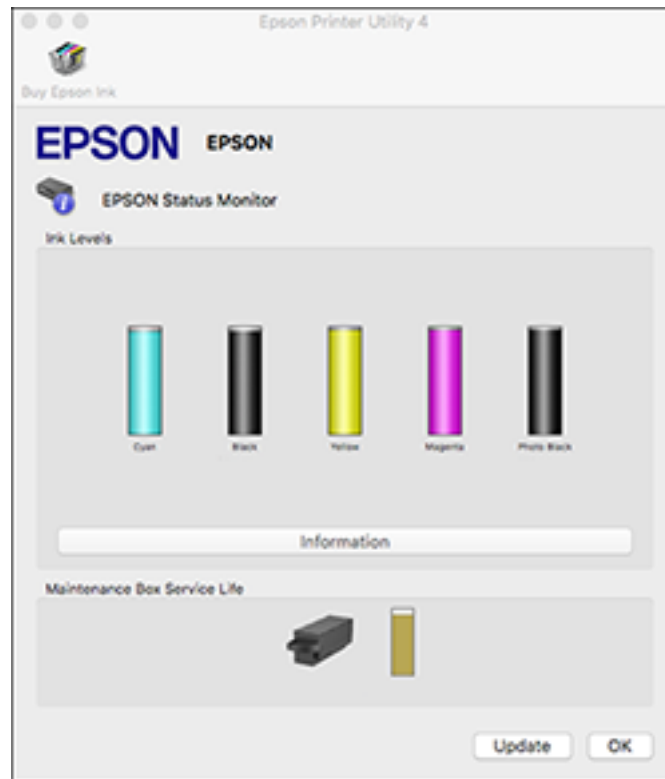 Epson Printer Utility 4
Buy Epson Ink
EPSON EPSON
EPSON Status Monitor
Ink Levels
Cyan Black Yellow Magenta Photo Black
Information
Maintenance Box Service Life
Update OK